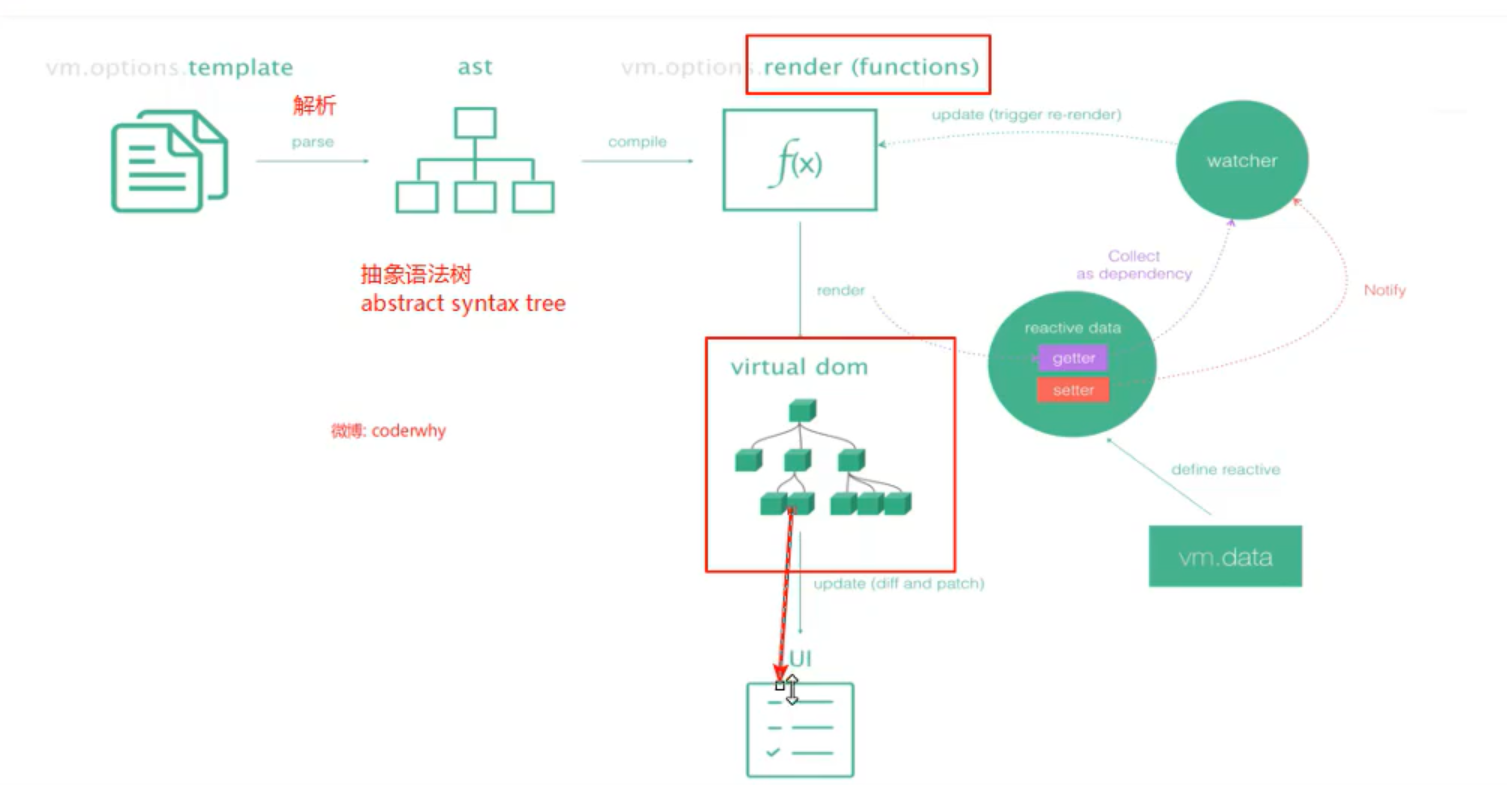 vm.options.template
ast
vm.options.render (functions)
解析
parse
compile
f(x)
update (trigger re-render)
watcher
抽象语法树
abstract syntax tree
render
Collect
as dependency
Notify
reactive data
getter
setter
virtual dom
微博: coderwhy
define reactive
vm.data
update (diff and patch)
UI